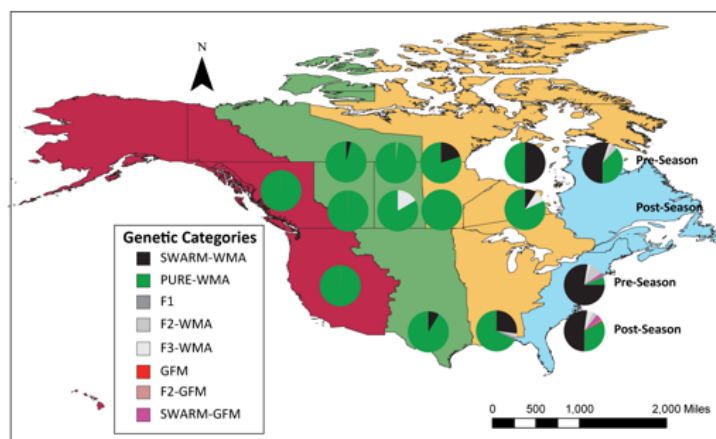 N
Pre-Season
Post-Season
Genetic Categories
SWARM-WMA
PURE-WMA
F1
F2-WMA
F3-WMA
GFM
F2-GFM
SWARM-GFM
Pre-Season
Post-Season
0 500 1,000 2,000 Miles